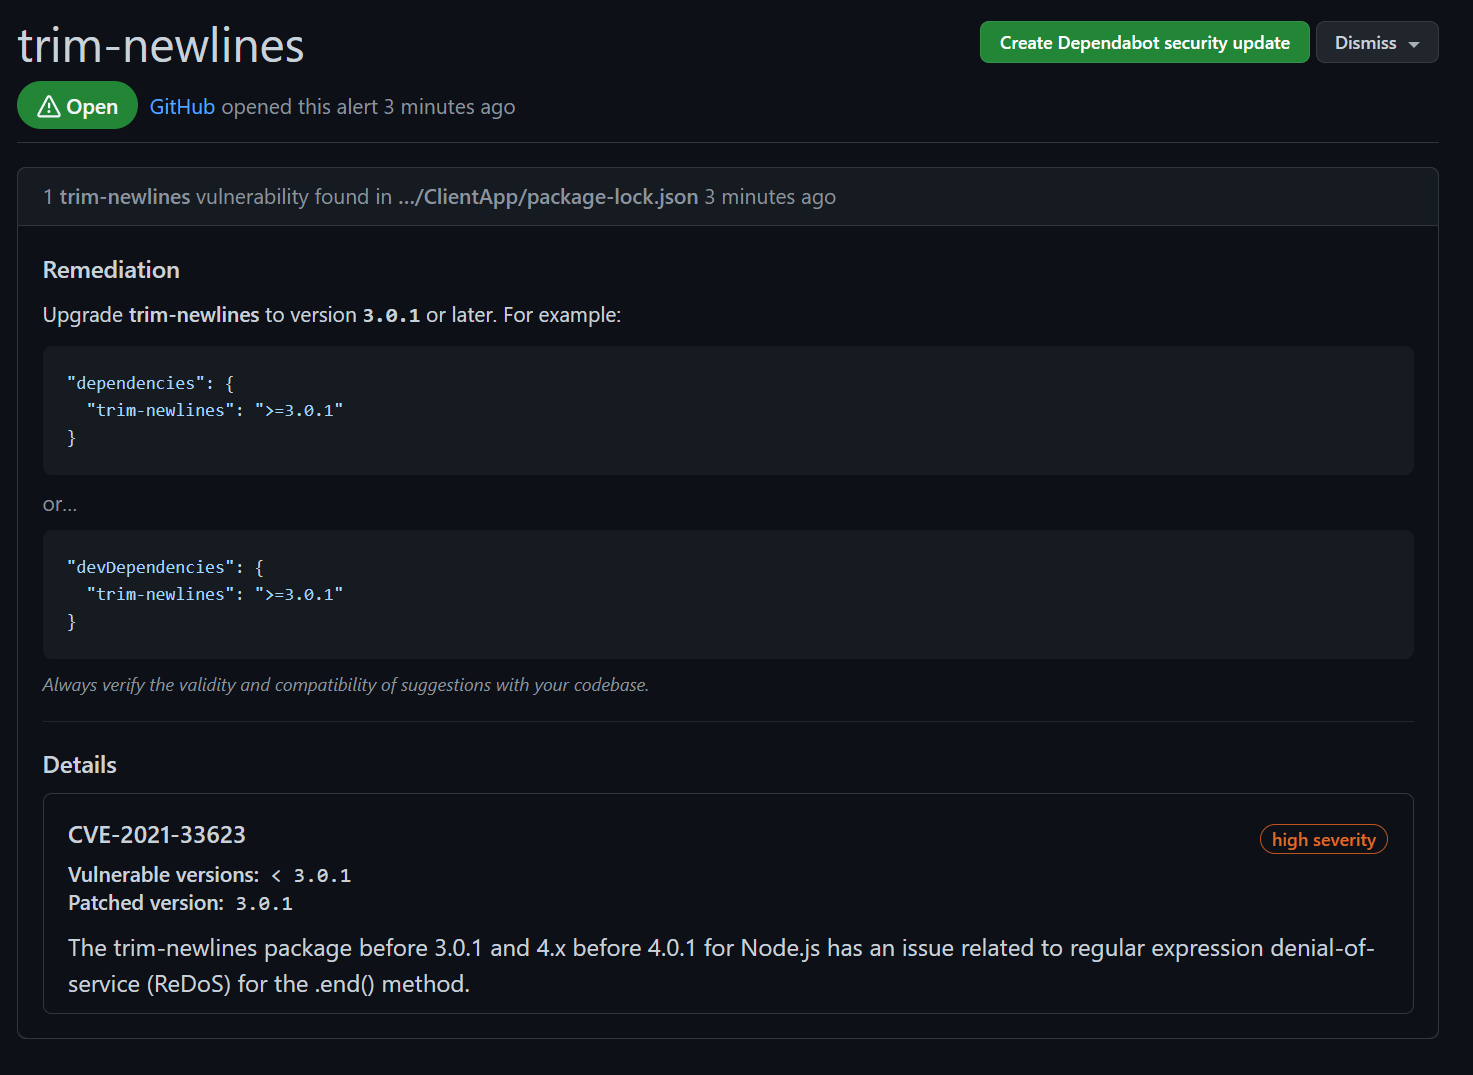 trim-newlines
Create Dependabot security update
Dismiss
Open
GitHub opened this alert 3 minutes ago
1 trim-newlines vulnerability found in .../ClientApp/package-lock.json 3 minutes ago
Remediation
Upgrade trim-newlines to version 3.0.1 or later. For example:
"dependencies": {
  "trim-newlines": ">=3.0.1"
}
or...
"devDependencies": {
  "trim-newlines": ">=3.0.1"
}
Always verify the validity and compatibility of suggestions with your codebase.
Details
CVE-2021-33623
high severity
Vulnerable versions: < 3.0.1
Patched version: 3.0.1
The trim-newlines package before 3.0.1 and 4.x before 4.0.1 for Node.js has an issue related to regular expression denial-of-
service (ReDoS) for the .end() method.